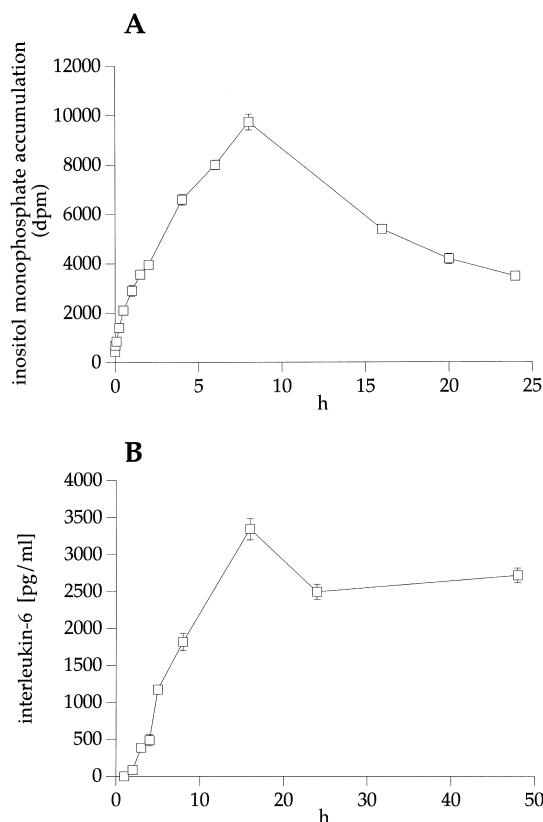 A
inositol monophosphate accumulation
(dpm)
12000
10000
8000
6000
4000
2000
0
0 5 10 15 20 25
h
B
interleukin-6 [pg/ml]
4000
3500
3000
2500
2000
1500
1000
500
0
0 10 20 30 40 50
h